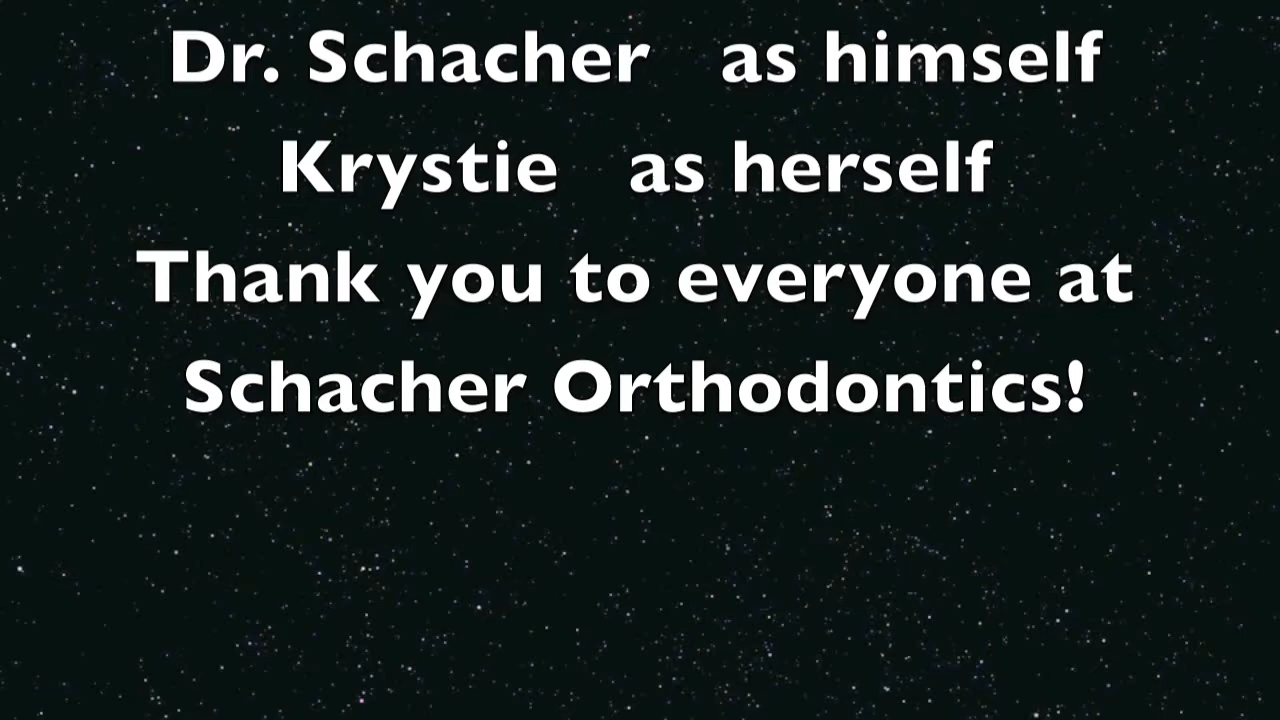 Dr. Schacher as himself
Krystie as herself
Thank you to everyone at
Schacher Orthodontics!